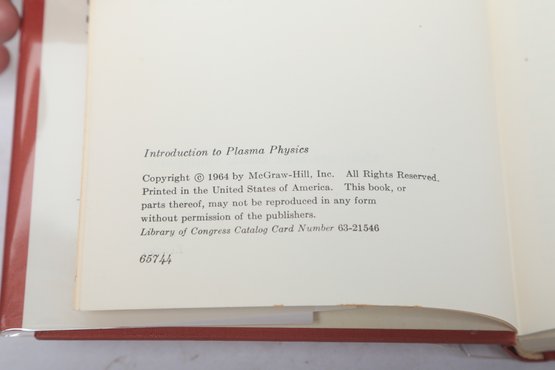 Introduction to Plasma Physics
Copyright © 1964 by McGraw-Hill, Inc. All Rights Reserved.
Printed in the United States of America. This book, or
parts thereof, may not be reproduced in any form
without permission of the publishers.
Library of Congress Catalog Card Number 63-21546
65744